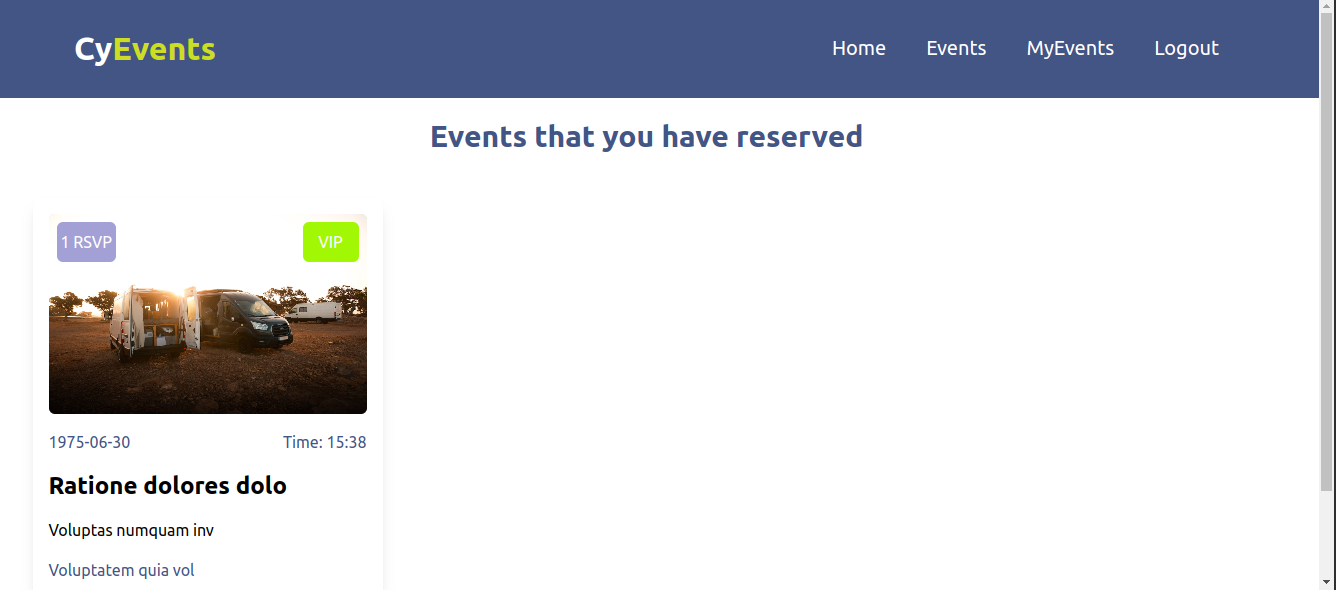 CyEvents
Home Events MyEvents Logout
Events that you have reserved
1 RSVP VIP
1975-06-30 Time: 15:38
Ratione dolores dolo
Voluptas numquam inv
Voluptatem quia vol